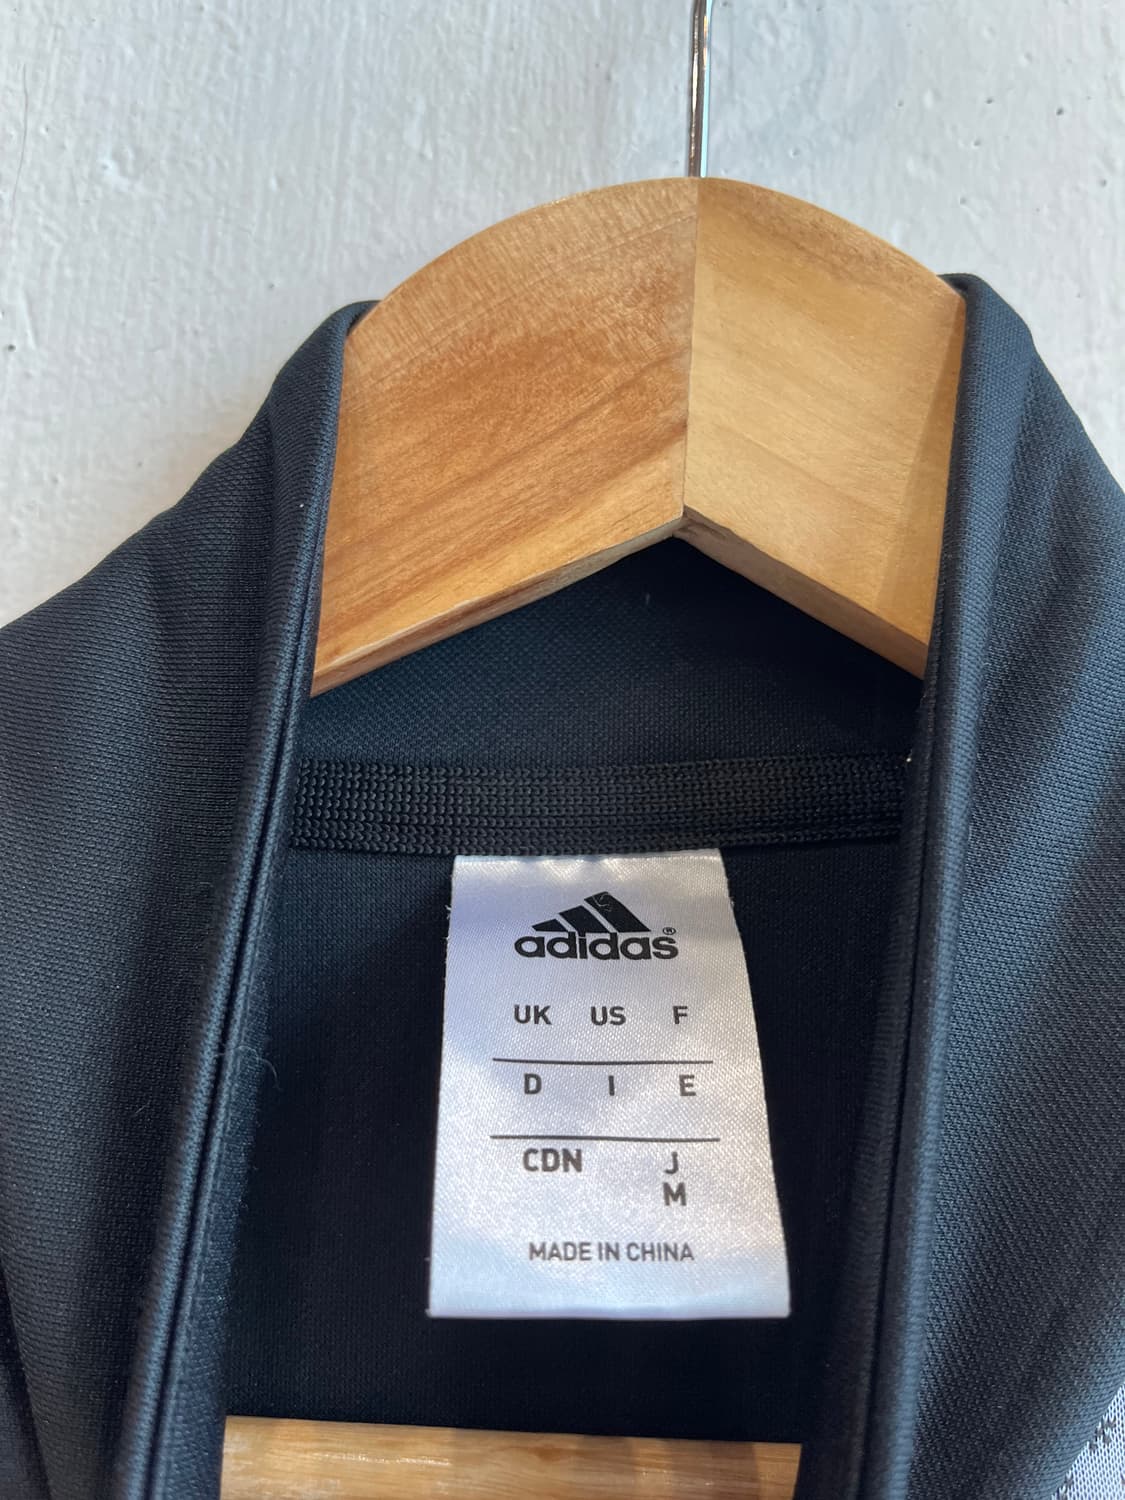 adidas®
UK US F
D I E
CDN J
M
MADE IN CHINA